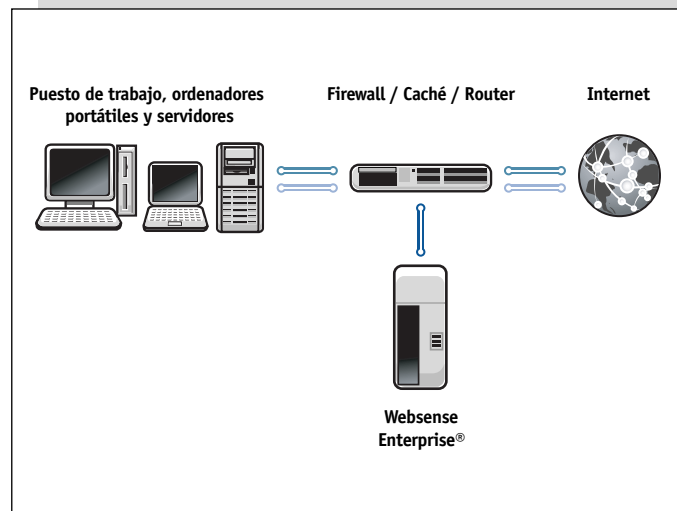 Puesto de trabajo, ordenadores
portátiles y servidores
Firewall / Caché / Router
Internet
Websense
Enterprise®